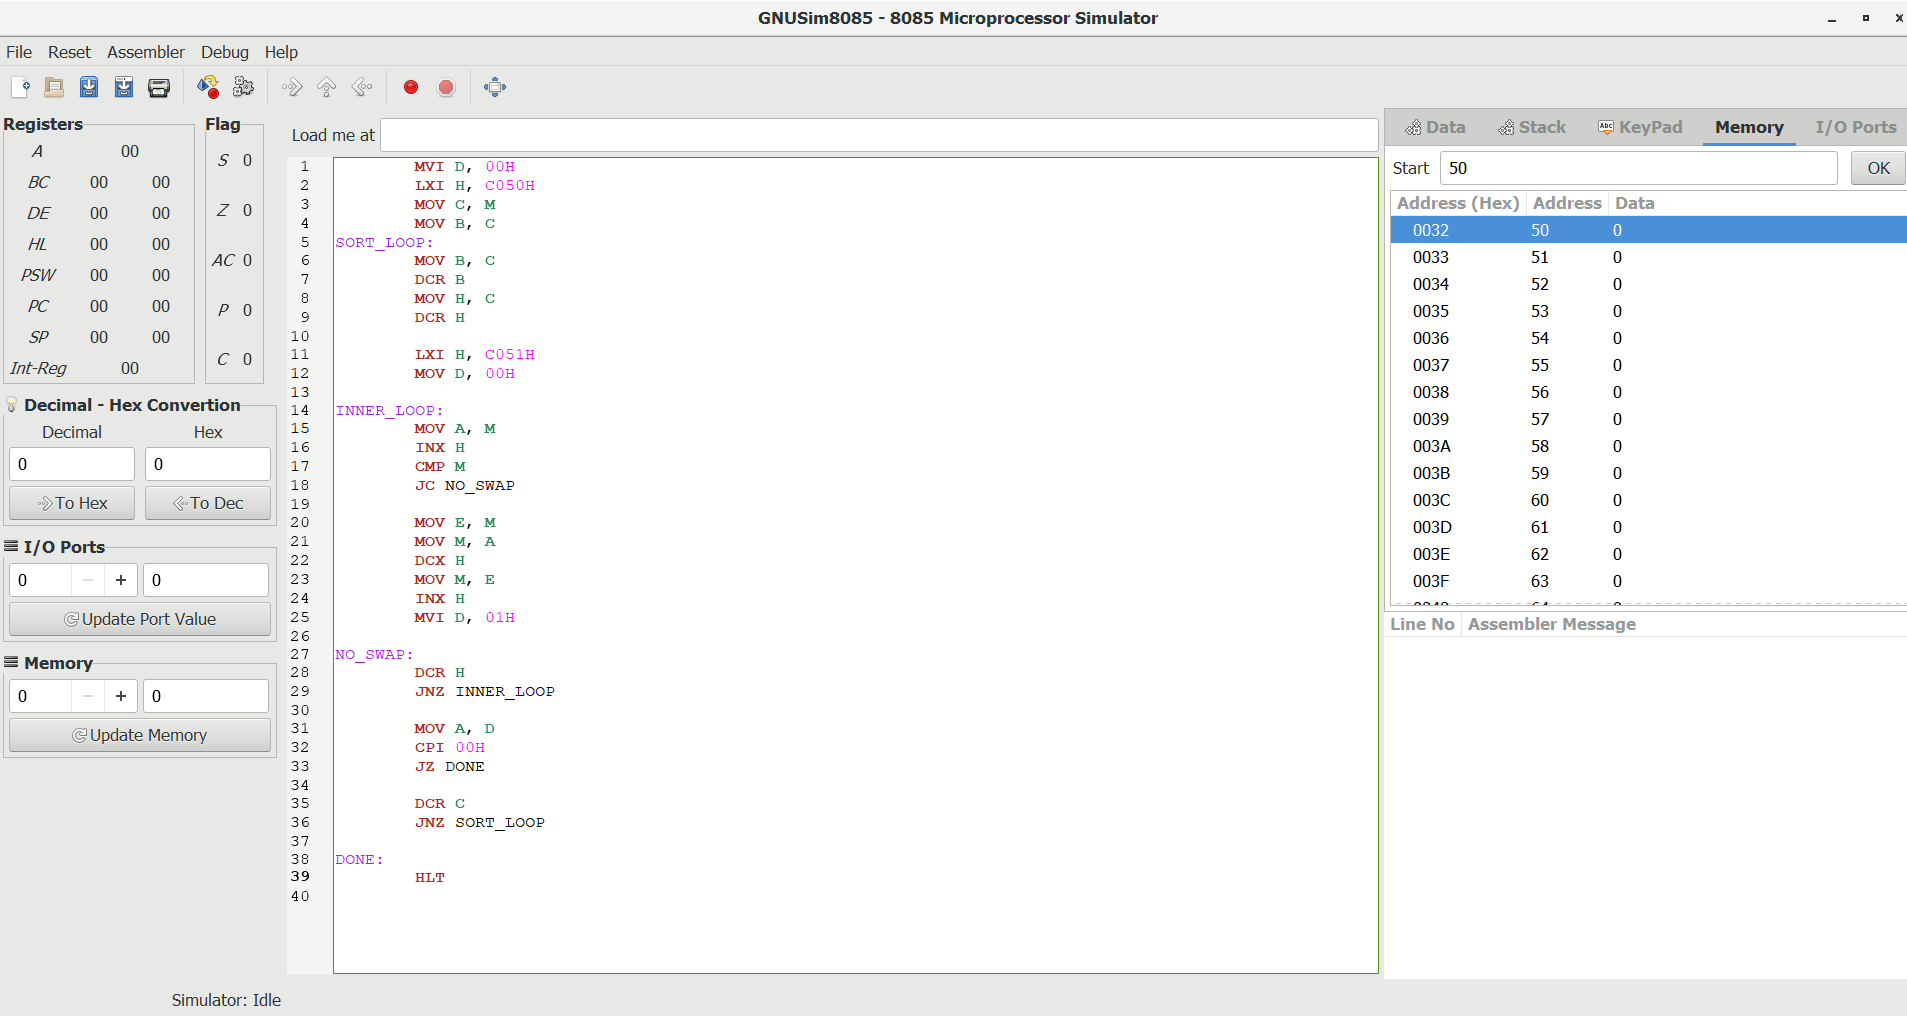 GNUSim8085 - 8085 Microprocessor Simulator
File Reset Assembler Debug Help
Registers
A 00
BC 00 00
DE 00 00
HL 00 00
PSW 00 00
PC 00 00
SP 00 00
Int-Reg 00
Flag
S 0
Z 0
AC 0
P 0
C 0
Decimal - Hex Convertion
Decimal Hex
0 0
To Hex To Dec
I/O Ports
0 − + 0
Update Port Value
Memory
0 − + 0
Update Memory
Load me at
1 MVI D, 00H
2 LXI H, C050H
3 MOV C, M
4 MOV B, C
5 SORT_LOOP:
6 MOV B, C
7 DCR B
8 MOV H, C
9 DCR H
10
11 LXI H, C051H
12 MOV D, 00H
13
14 INNER_LOOP:
15 MOV A, M
16 INX H
17 CMP M
18 JC NO_SWAP
19
20 MOV E, M
21 MOV M, A
22 DCX H
23 MOV M, E
24 INX H
25 MVI D, 01H
26
27 NO_SWAP:
28 DCR H
29 JNZ INNER_LOOP
30
31 MOV A, D
32 CPI 00H
33 JZ DONE
34
35 DCR C
36 JNZ SORT_LOOP
37
38 DONE:
39 HLT
40
Data Stack Abc KeyPad Memory I/O Ports
Start 50 OK
Address (Hex) Address Data
0032 50 0
0033 51 0
0034 52 0
0035 53 0
0036 54 0
0037 55 0
0038 56 0
0039 57 0
003A 58 0
003B 59 0
003C 60 0
003D 61 0
003E 62 0
003F 63 0
Line No Assembler Message
Simulator: Idle